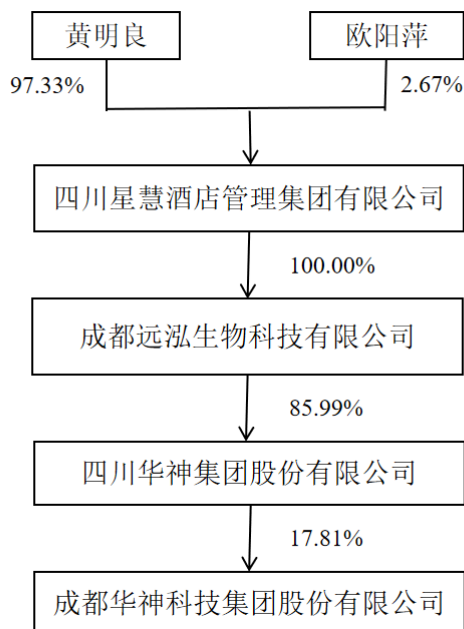 黄明良
欧阳萍
97.33%
2.67%
四川星慧酒店管理集团有限公司
100.00%
成都远泓生物科技有限公司
85.99%
四川华神集团股份有限公司
17.81%
成都华神科技集团股份有限公司